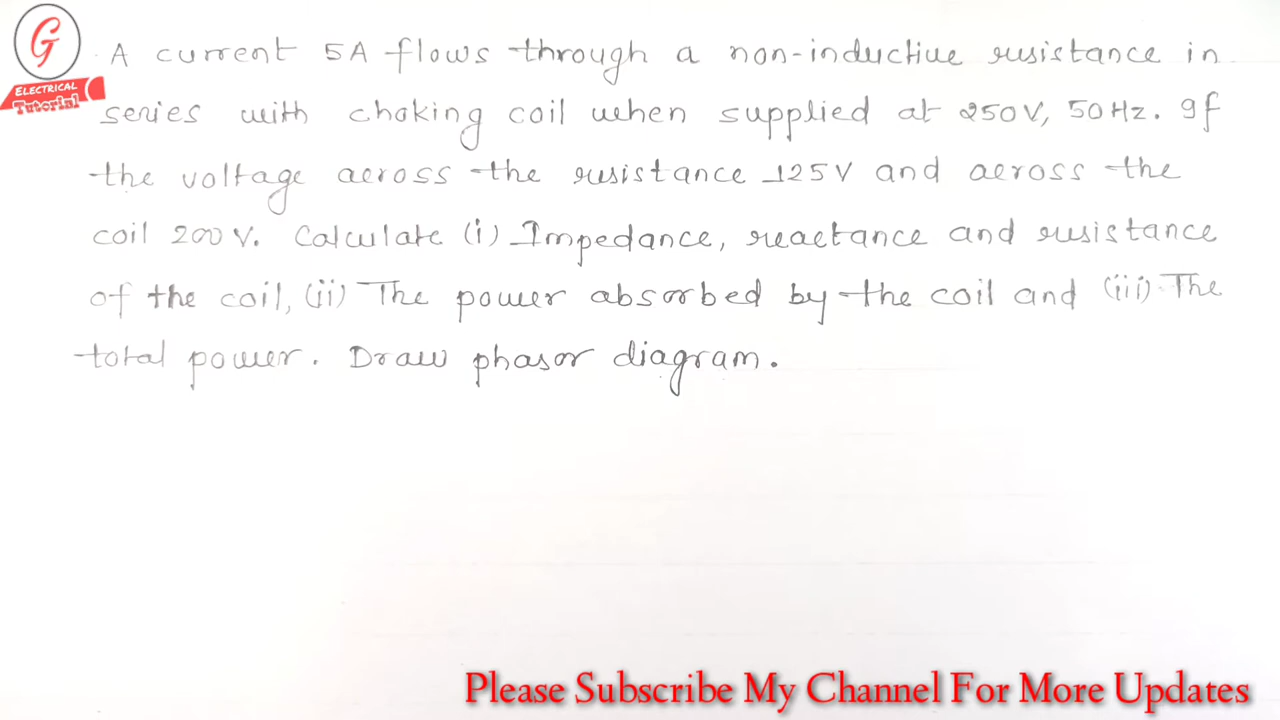 G
ELECTRICAL
Tutorial
A current 5A flows through a non-inductive resistance in
series with choking coil when supplied at 250V, 50Hz. If
the voltage across the resistance 125V and across the
coil 200V. Calculate (i) Impedance, reactance and resistance
of the coil, (ii) The power absorbed by the coil and (iii) The
total power. Draw phasor diagram.
Please Subscribe My Channel For More Updates